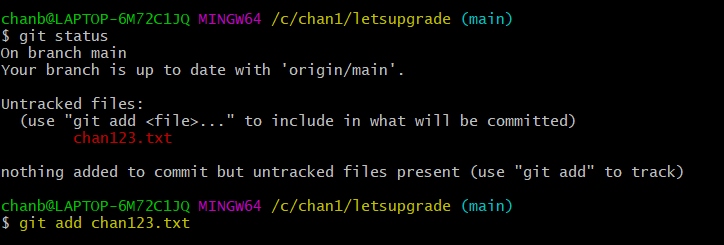 chanb@LAPTOP-6M72C1JQ MINGW64 /c/chan1/letsupgrade (main)
$ git status
On branch main
Your branch is up to date with 'origin/main'.

Untracked files:
  (use "git add <file>..." to include in what will be committed)
        chan123.txt

nothing added to commit but untracked files present (use "git add" to track)

chanb@LAPTOP-6M72C1JQ MINGW64 /c/chan1/letsupgrade (main)
$ git add chan123.txt